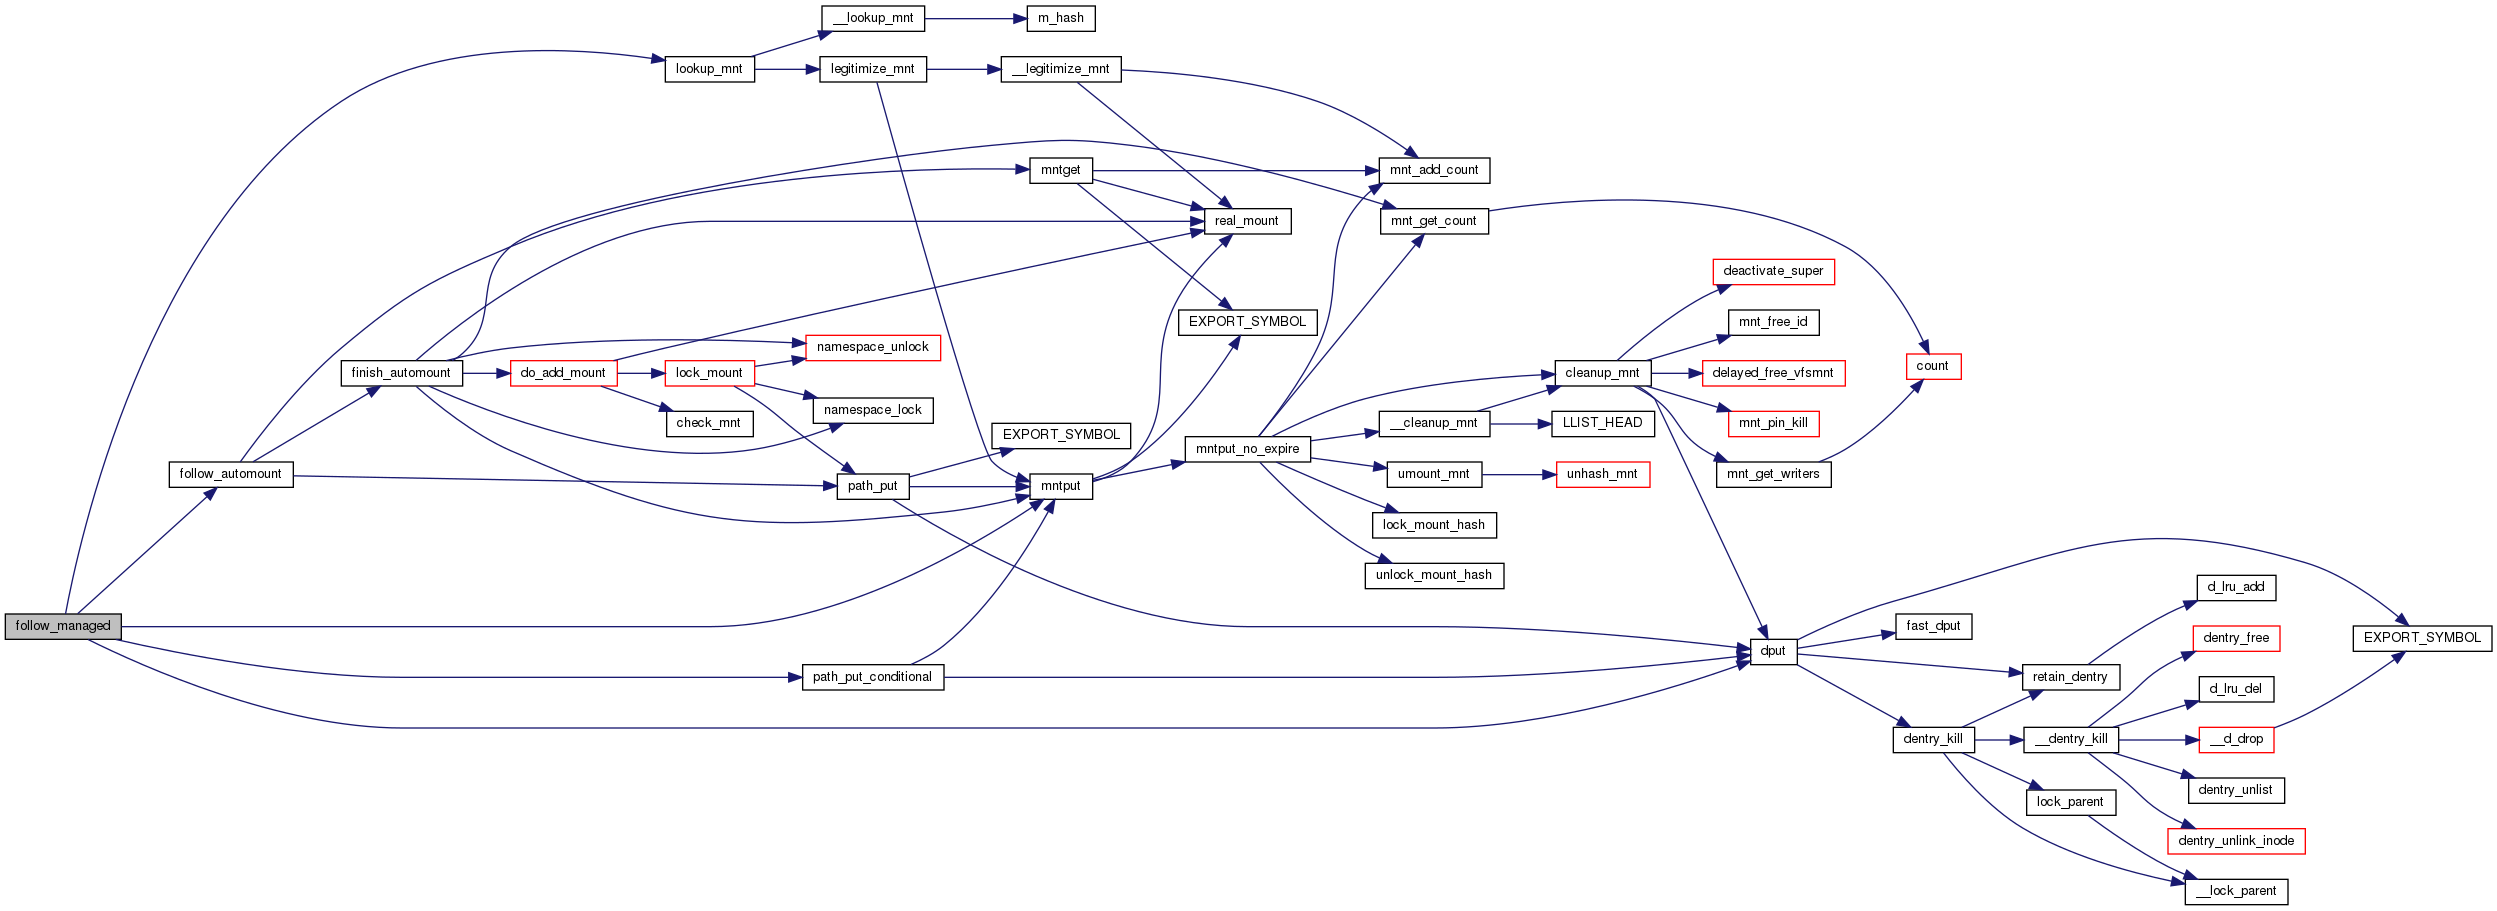 __lookup_mnt
m_hash
lookup_mnt
legitimize_mnt
__legitimize_mnt
mntget
mnt_add_count
real_mount
mnt_get_count
deactivate_super
EXPORT_SYMBOL
mnt_free_id
namespace_unlock
finish_automount
do_add_mount
lock_mount
cleanup_mnt
delayed_free_vfsmnt
count
namespace_lock
check_mnt
__cleanup_mnt
LLIST_HEAD
mnt_pin_kill
EXPORT_SYMBOL
mntput_no_expire
follow_automount
path_put
mntput
umount_mnt
unhash_mnt
mnt_get_writers
lock_mount_hash
unlock_mount_hash
d_lru_add
follow_managed
fast_dput
dentry_free
EXPORT_SYMBOL
dput
path_put_conditional
retain_dentry
d_lru_del
dentry_kill
__dentry_kill
__d_drop
dentry_unlist
lock_parent
dentry_unlink_inode
__lock_parent